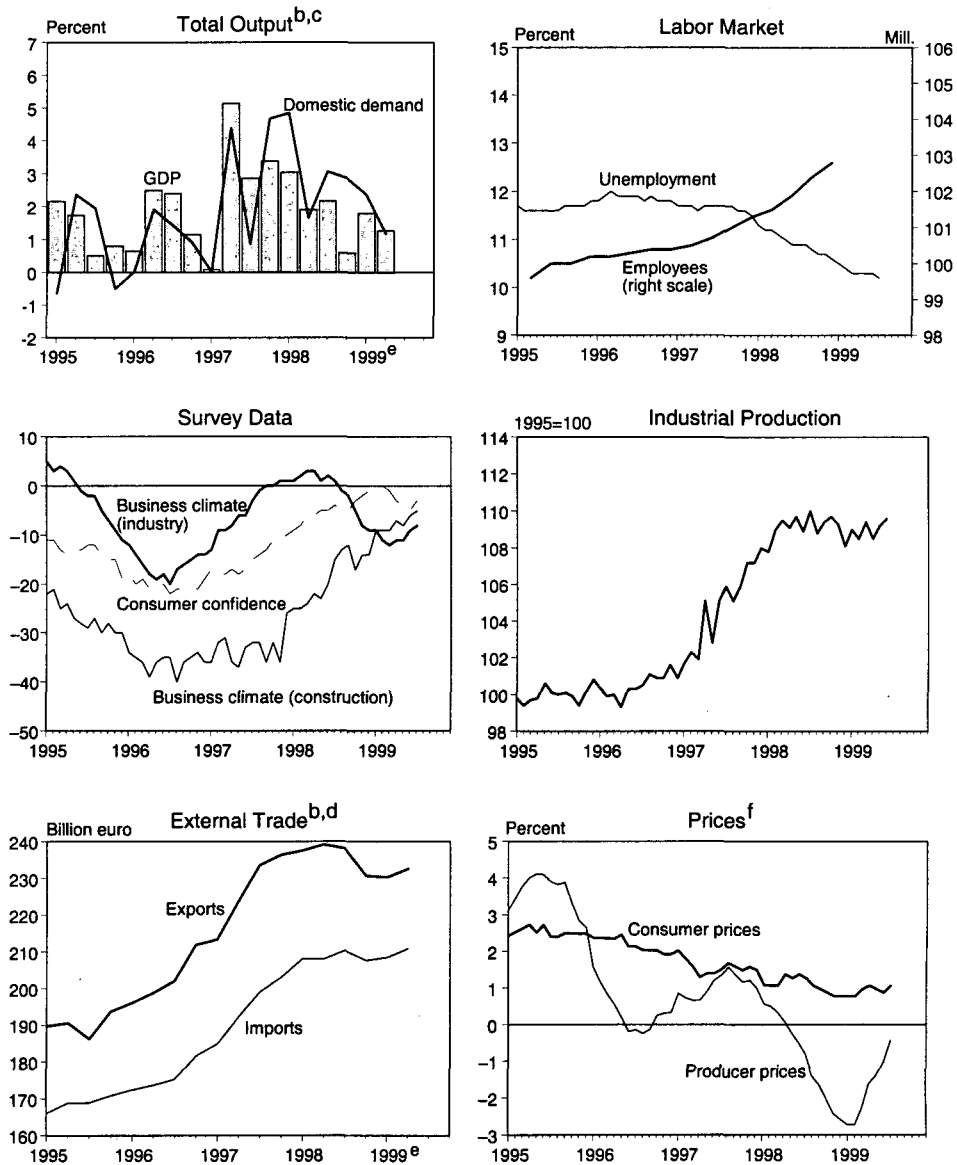 Total Output b,c
Percent
7
6
5
4
3
2
1
0
-1
-2
Domestic demand
GDP
1995 1996 1997 1998 1999 e
Labor Market
Percent
Mill.
15
14
13
12
11
10
9
106
105
104
103
102
101
100
99
98
Unemployment
Employees
(right scale)
1995 1996 1997 1998 1999
Survey Data
10
0
-10
-20
-30
-40
-50
Business climate
(industry)
Consumer confidence
Business climate (construction)
1995 1996 1997 1998 1999
Industrial Production
1995=100
114
112
110
108
106
104
102
100
98
1995 1996 1997 1998 1999
External Trade b,d
Billion euro
240
230
220
210
200
190
180
170
160
Exports
Imports
1995 1996 1997 1998 1999 e
Prices f
Percent
5
4
3
2
1
0
-1
-2
-3
Consumer prices
Producer prices
1995 1996 1997 1998 1999